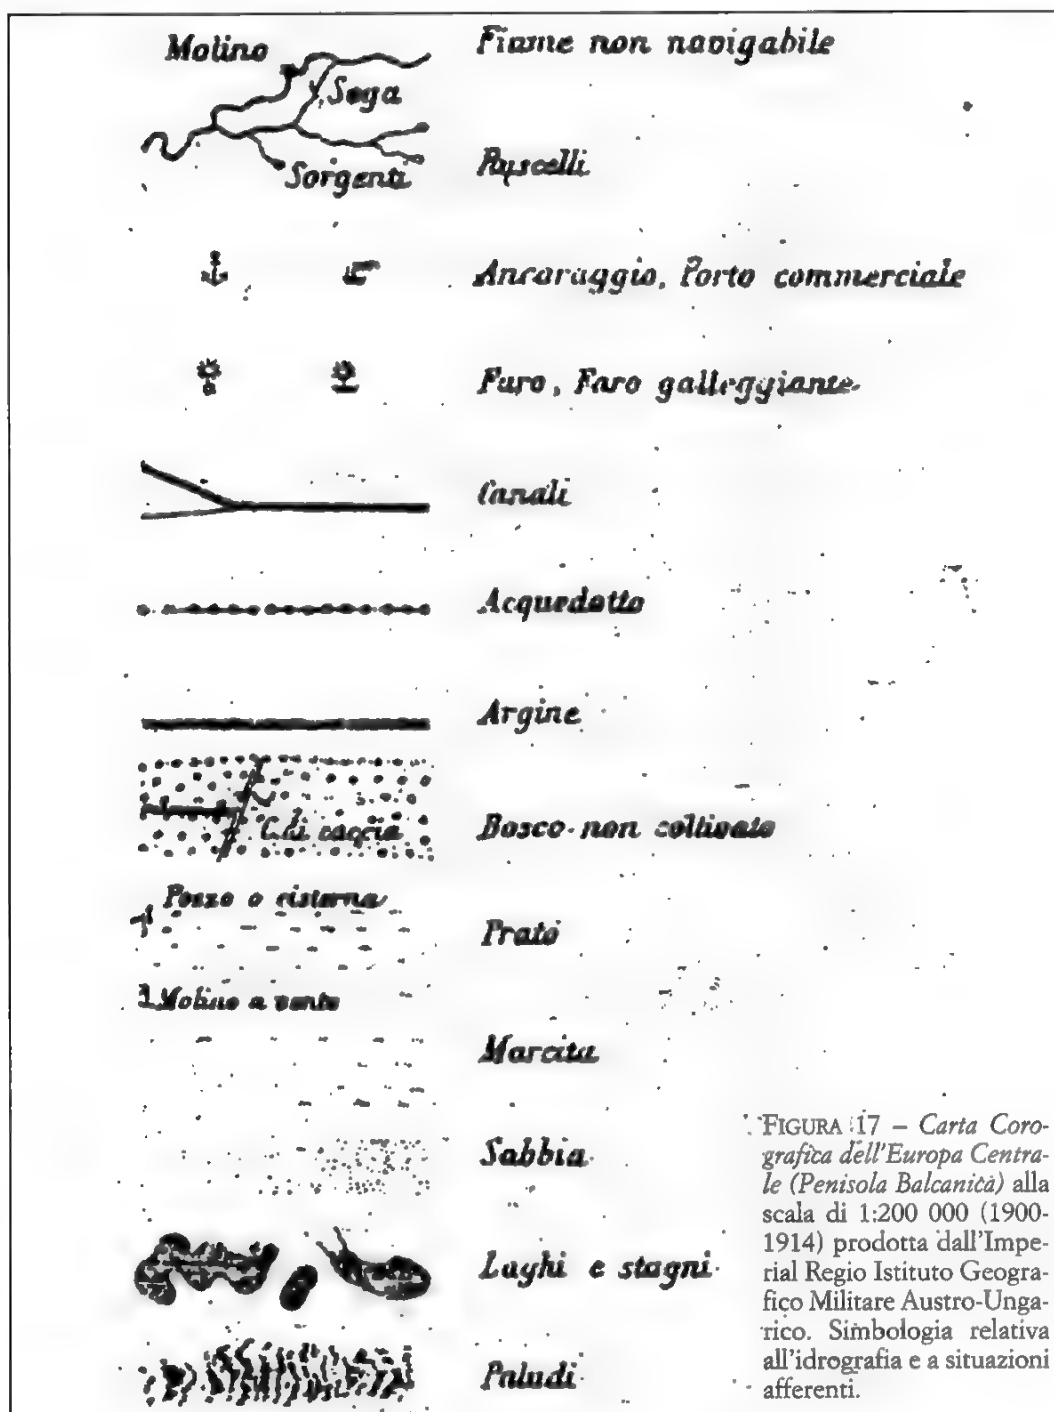 Molino
Fiume non navigabile
Sega
Sorgenti
Ruscelli
Ancoraggio, Porto commerciale
Faro, Faro galleggiante
Canali
Acquedotto
Argine
C. di caccia
Bosco non coltivato
Pozzo o cisterna
Prato
Molino a vento
Marcita
Sabbia
Laghi e stagni
Paludi
FIGURA 17 – Carta Coro-
grafica dell'Europa Centra-
le (Penisola Balcanica) alla
scala di 1:200 000 (1900-
1914) prodotta dall'Impe-
rial Regio Istituto Geogra-
fico Militare Austro-Unga-
rico. Simbologia relativa
all'idrografia e a situazioni
afferenti.